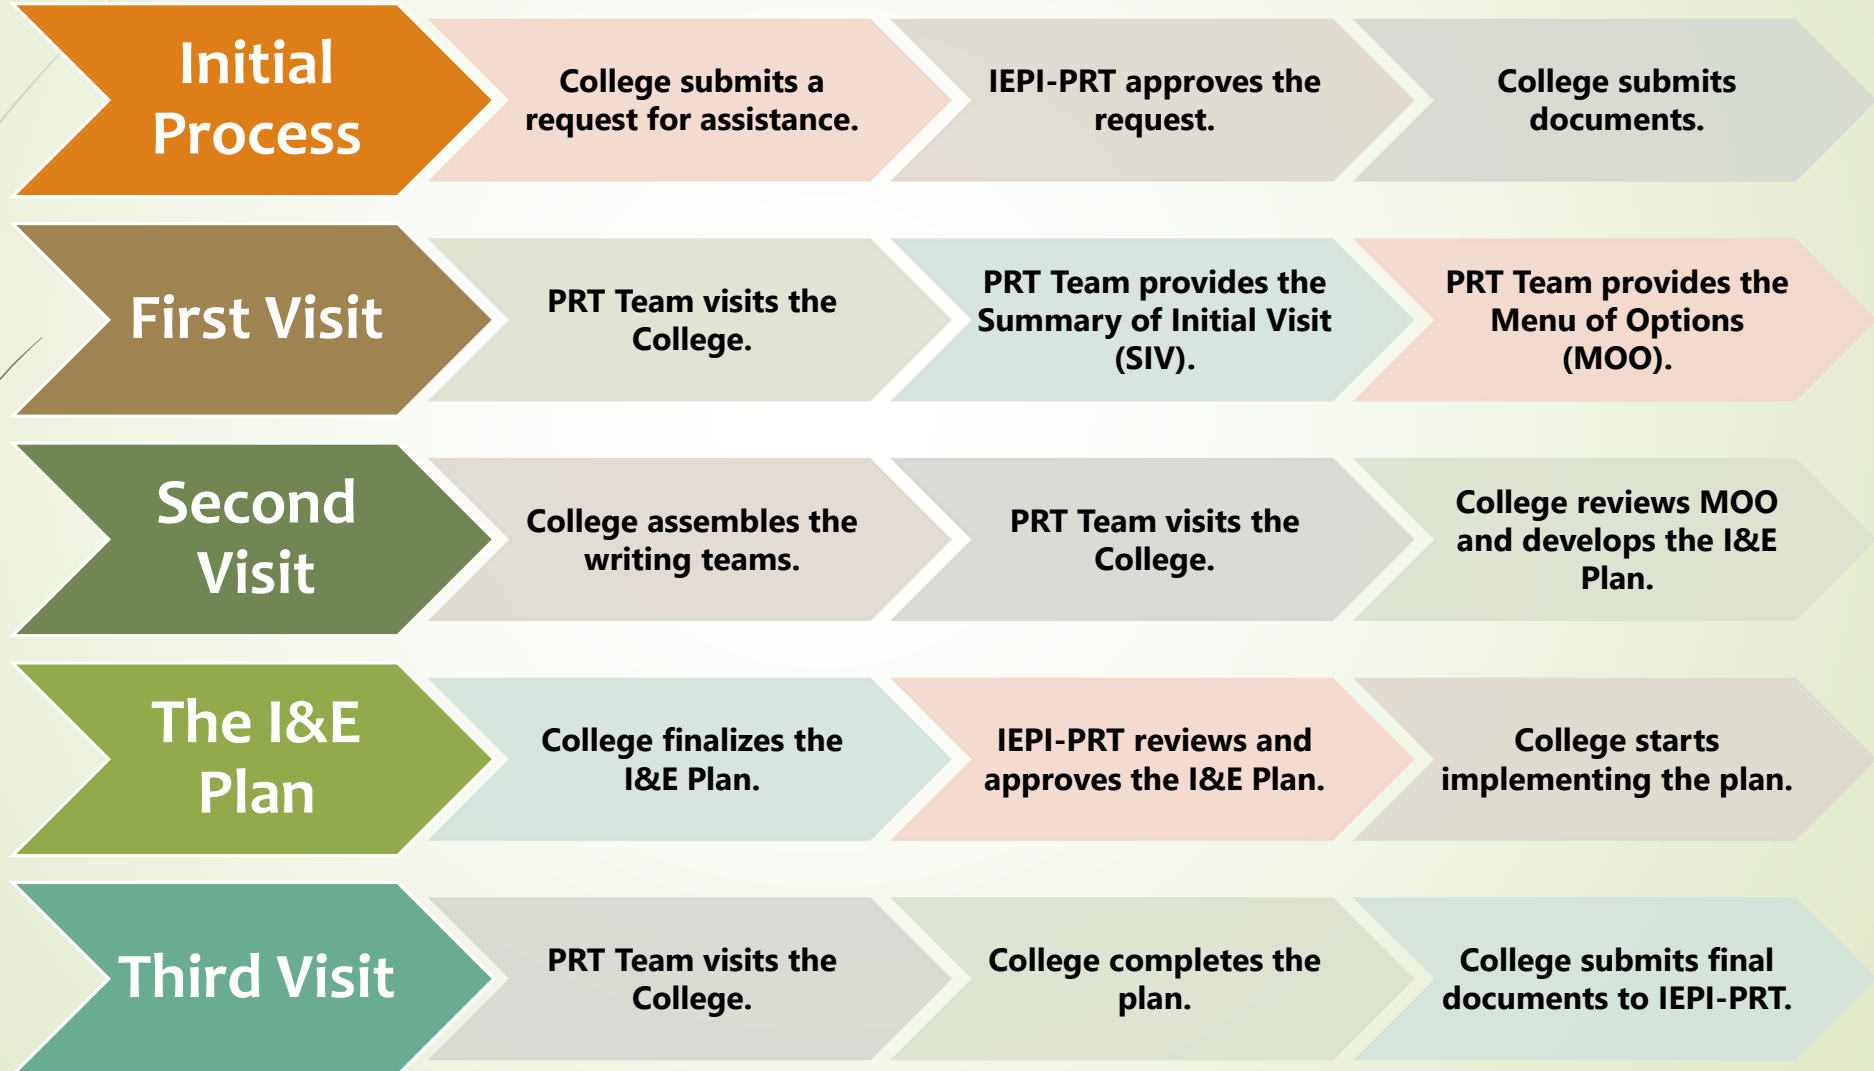 Initial
Process
College submits a
request for assistance.
IEPI-PRT approves the
request.
College submits
documents.
First Visit
PRT Team visits the
College.
PRT Team provides the
Summary of Initial Visit
(SIV).
PRT Team provides the
Menu of Options
(MOO).
Second
Visit
College assembles the
writing teams.
PRT Team visits the
College.
College reviews MOO
and develops the I&E
Plan.
The I&E
Plan
College finalizes the
I&E Plan.
IEPI-PRT reviews and
approves the I&E Plan.
College starts
implementing the plan.
Third Visit
PRT Team visits the
College.
College completes the
plan.
College submits final
documents to IEPI-PRT.